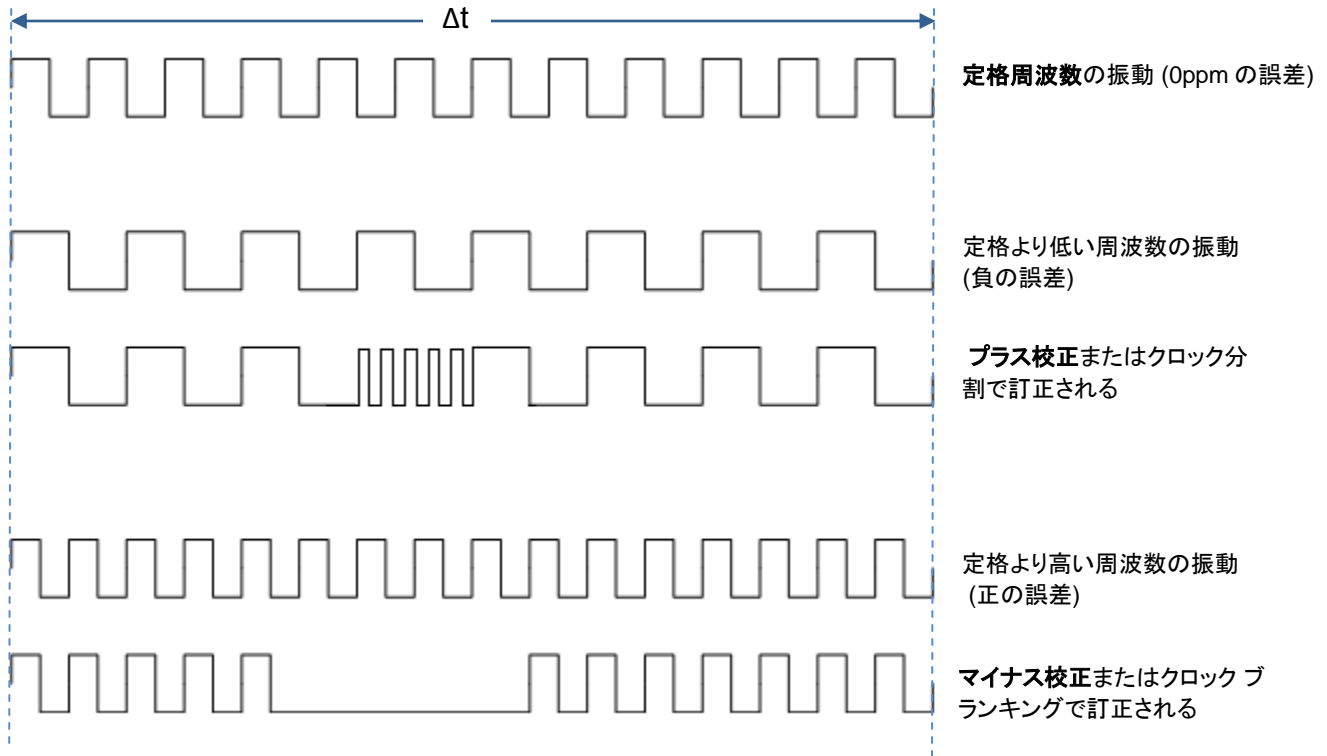 Δt
定格周波数の振動 (0ppm の誤差)
定格より低い周波数の振動
(負の誤差)
プラス校正またはクロック分
割で訂正される
定格より高い周波数の振動
(正の誤差)
マイナス校正またはクロック ブ
ランキングで訂正される